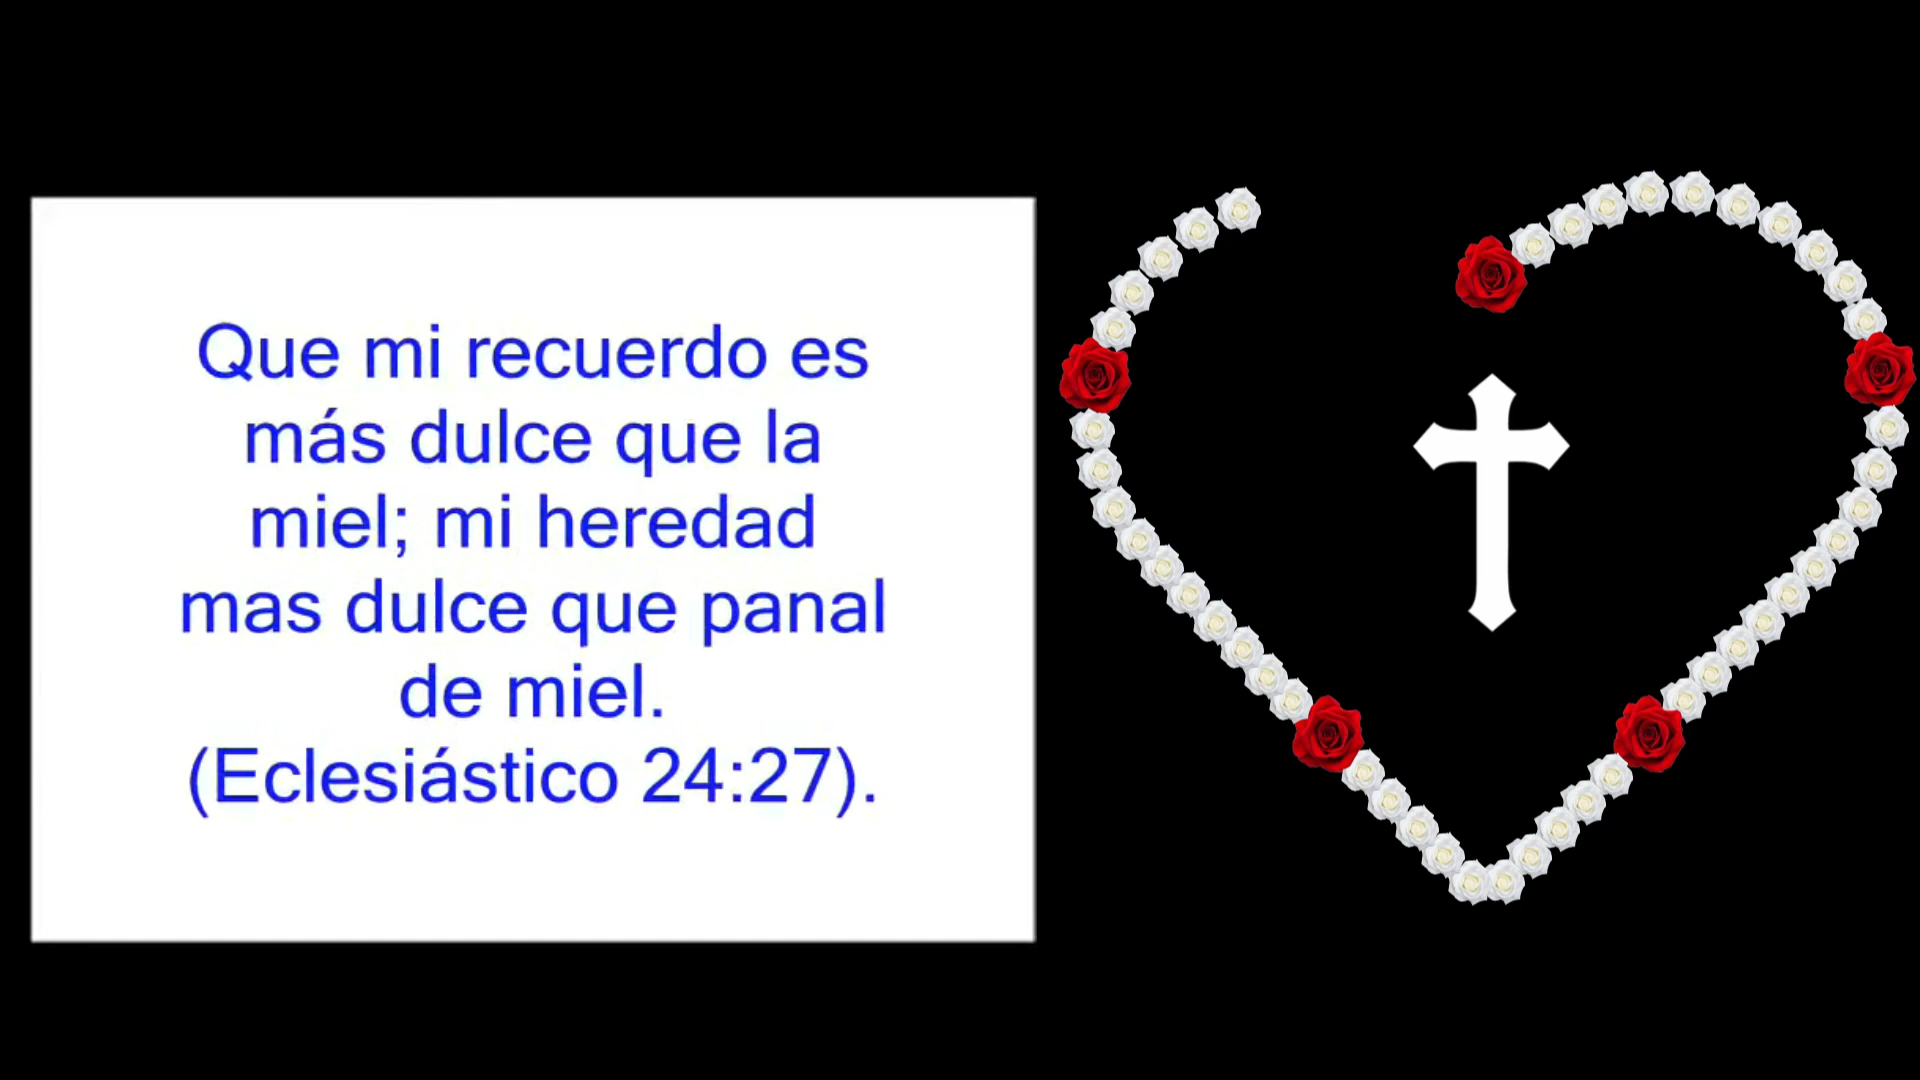 Que mi recuerdo es
más dulce que la
miel; mi heredad
mas dulce que panal
de miel.
(Eclesiástico 24:27).